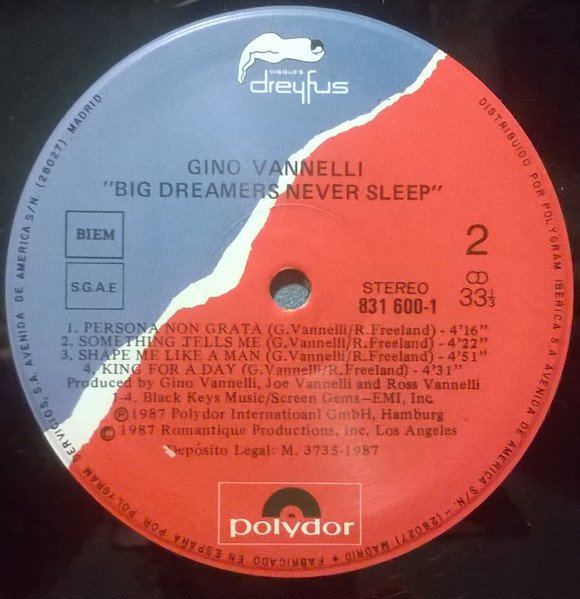 DISQUES
dreyfus
GINO VANNELLI
"BIG DREAMERS NEVER SLEEP"
BIEM
S.G.A.E
2
STEREO
831 600-1
33 1/3
1. PERSONA NON GRATA (G.Vannelli/R.Freeland) - 4'16"
2. SOMETHING TELLS ME (G.Vannelli/R.Freeland) - 4'22"
3. SHAPE ME LIKE A MAN (G.Vannelli/R.Freeland) - 4'51"
4. KING FOR A DAY (G.Vannelli/R.Freeland) - 4'31"
Produced by Gino Vannelli, Joe Vannelli and Ross Vannelli
1-4. Black Keys Music/Screen Gems—EMI, Inc.
℗1987 Polydor Internatioanl GmbH, Hamburg
©1987 Romantique Productions, inc, Los Angeles
Depósito Legal: M. 3735-1987
polydor
DISTRIBUIDO POR POLYGRAM IBERICA S A AVENIDA DE AMERICA S/N. - (28027) MADRID • FABRICADO EN ESPAÑA POR POLYGRAM SERVICIOS, S.A. AVENIDA DE AMERICA S/N. (28027) MADRID